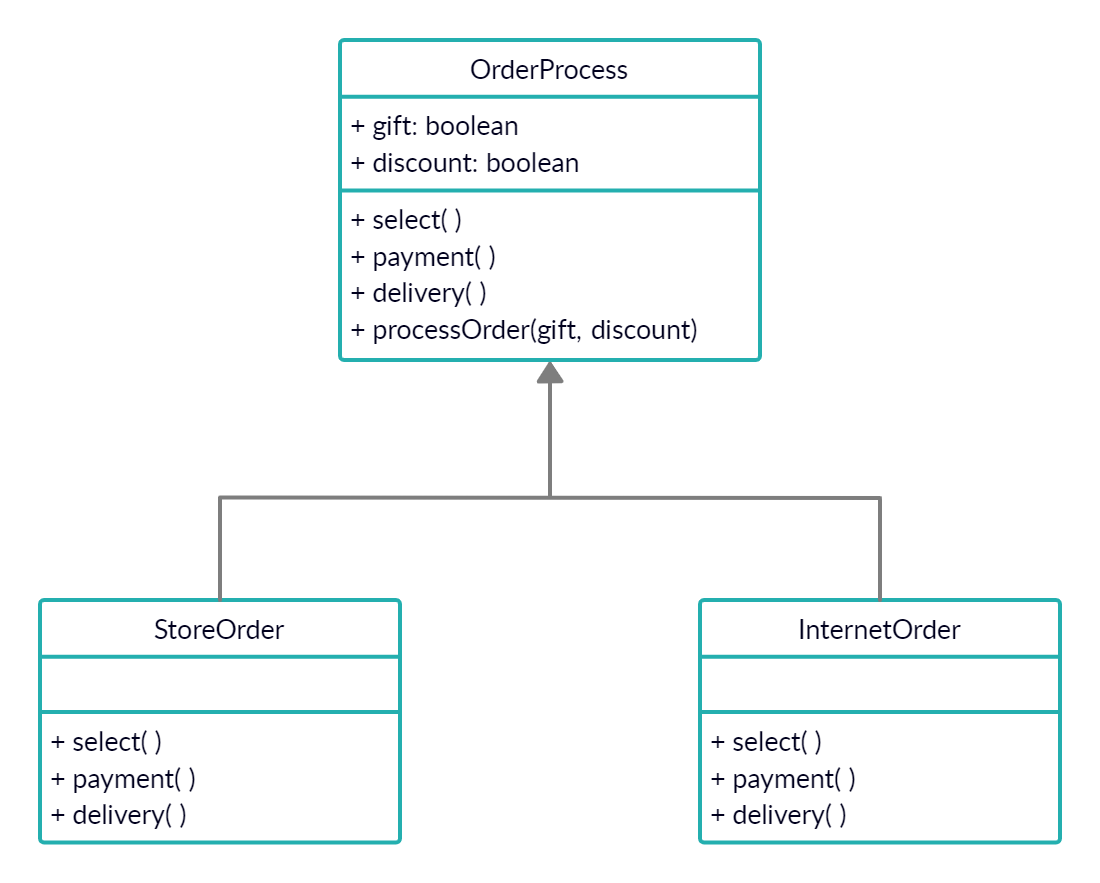 OrderProcess
+ gift: boolean
+ discount: boolean
+ select( )
+ payment( )
+ delivery( )
+ processOrder(gift, discount)
StoreOrder
+ select( )
+ payment( )
+ delivery( )
InternetOrder
+ select( )
+ payment( )
+ delivery( )